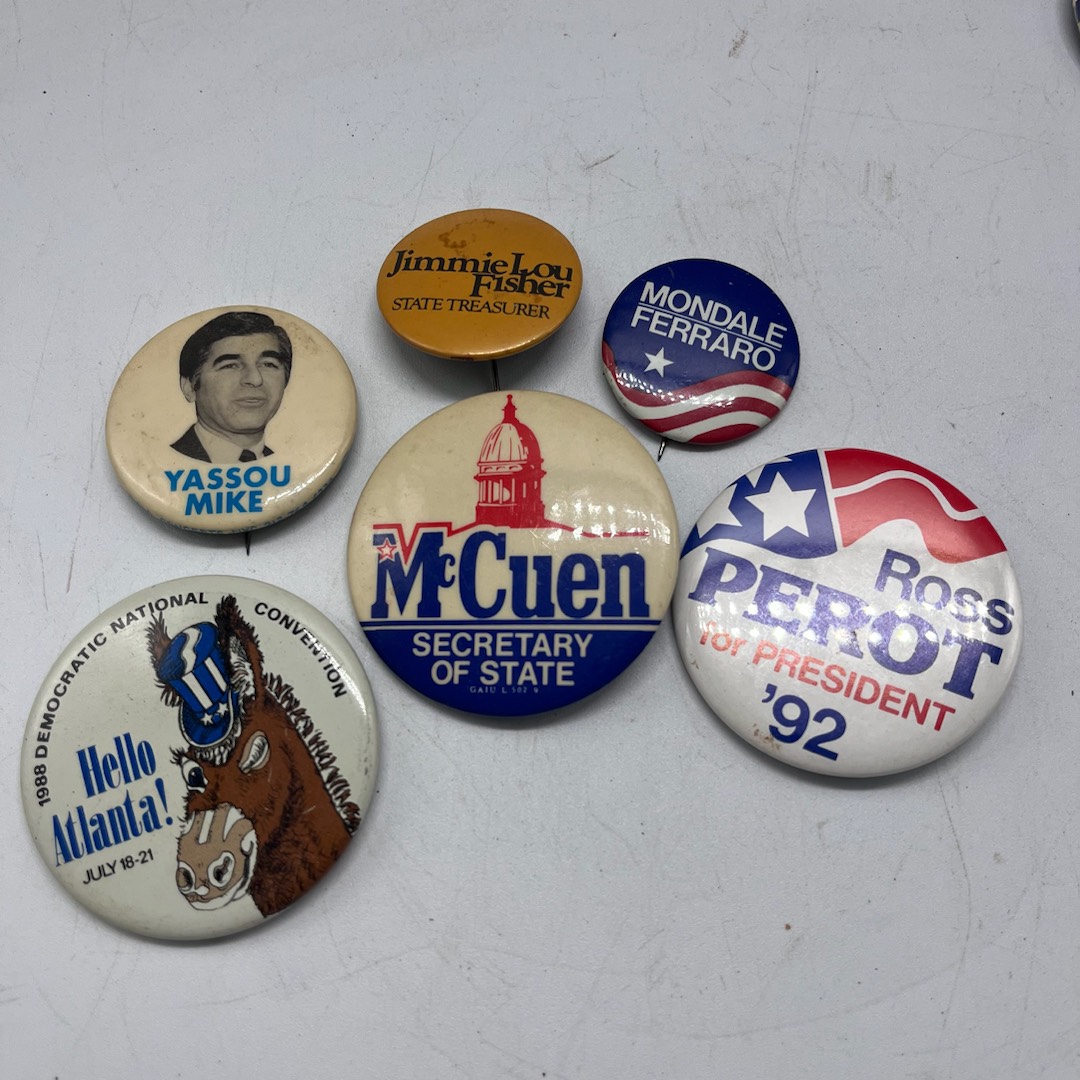 Jimmie Lou
Fisher
STATE TREASURER
MONDALE
FERRARO
YASSOU
MIKE
McCuen
SECRETARY
OF STATE
Ross
PEROT
for PRESIDENT
'92
1988 DEMOCRATIC NATIONAL CONVENTION
Hello
Atlanta!
JULY 18-21